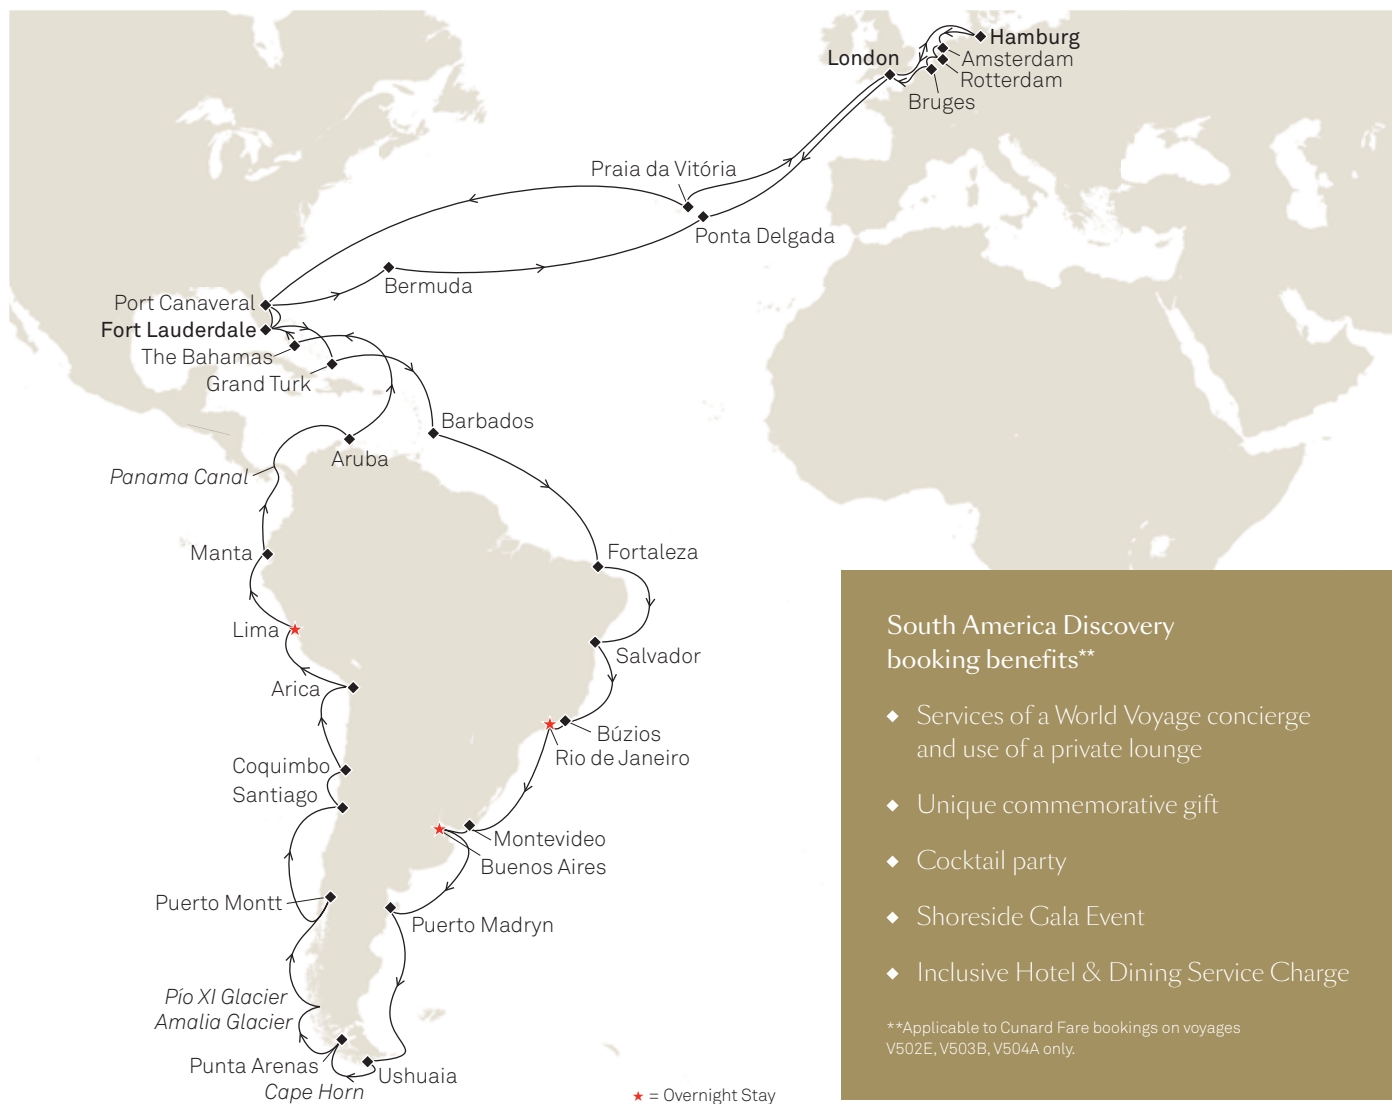 Hamburg
London
Amsterdam
Rotterdam
Bruges
Praia da Vitória
Ponta Delgada
Bermuda
Port Canaveral
Fort Lauderdale
The Bahamas
Grand Turk
Barbados
Aruba
Panama Canal
Manta
Fortaleza
Lima
Salvador
Arica
Búzios
Rio de Janeiro
Coquimbo
Santiago
Montevideo
Buenos Aires
Puerto Montt
Puerto Madryn
Pío XI Glacier
Amalia Glacier
Punta Arenas
Ushuaia
Cape Horn
★ = Overnight Stay
South America Discovery
booking benefits**
◆ Services of a World Voyage concierge
and use of a private lounge
◆ Unique commemorative gift
◆ Cocktail party
◆ Shoreside Gala Event
◆ Inclusive Hotel & Dining Service Charge
**Applicable to Cunard Fare bookings on voyages
V502E, V503B, V504A only.